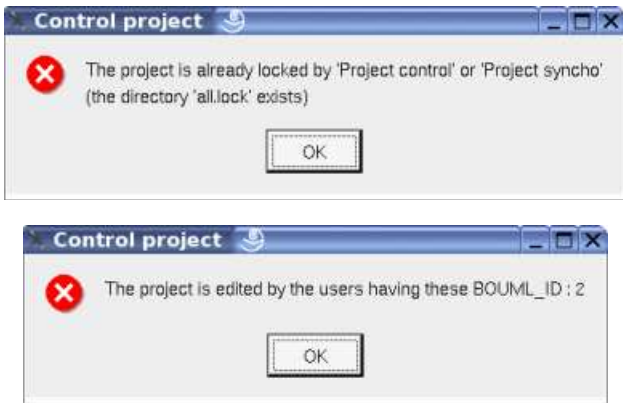 Control project
The project is already locked by 'Project control' or 'Project syncho'
(the directory 'all.lock' exists)
OK
Control project
The project is edited by the users having these BOUML_ID : 2
OK